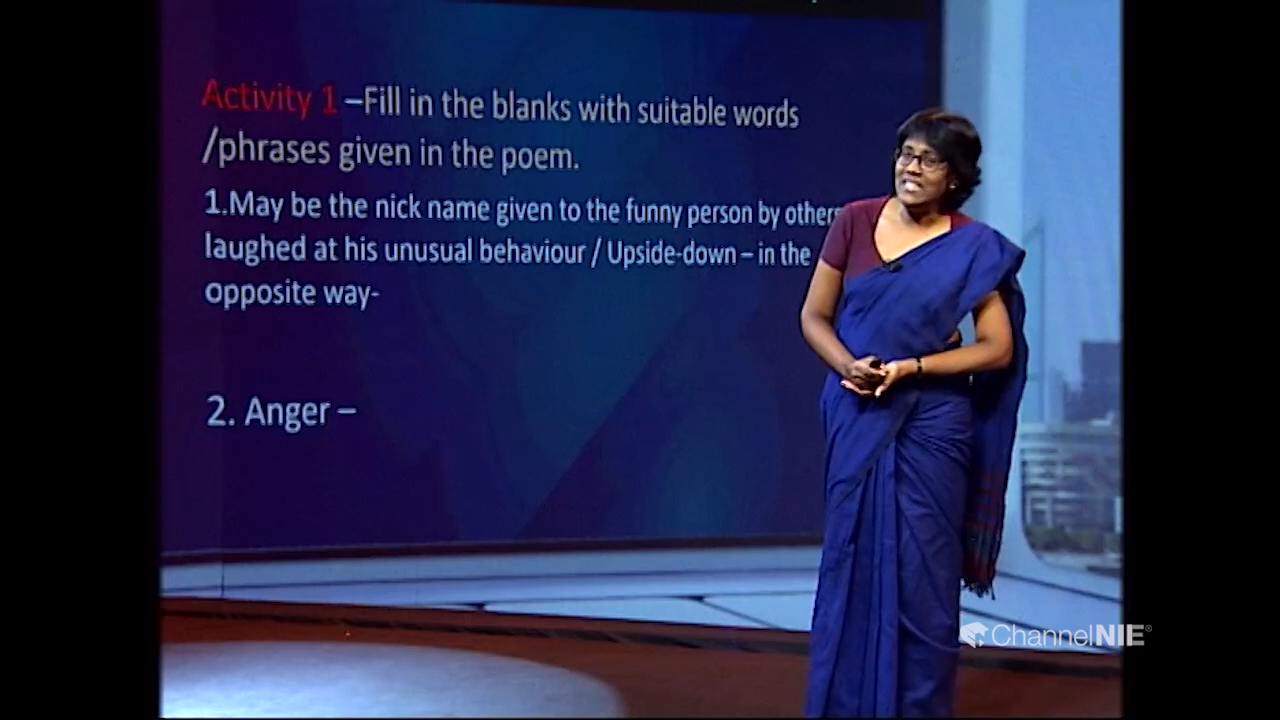 Activity 1 –Fill in the blanks with suitable words
/phrases given in the poem.
1.May be the nick name given to the funny person by others
laughed at his unusual behaviour / Upside-down – in the
opposite way-
2. Anger –
ChannelNIE®